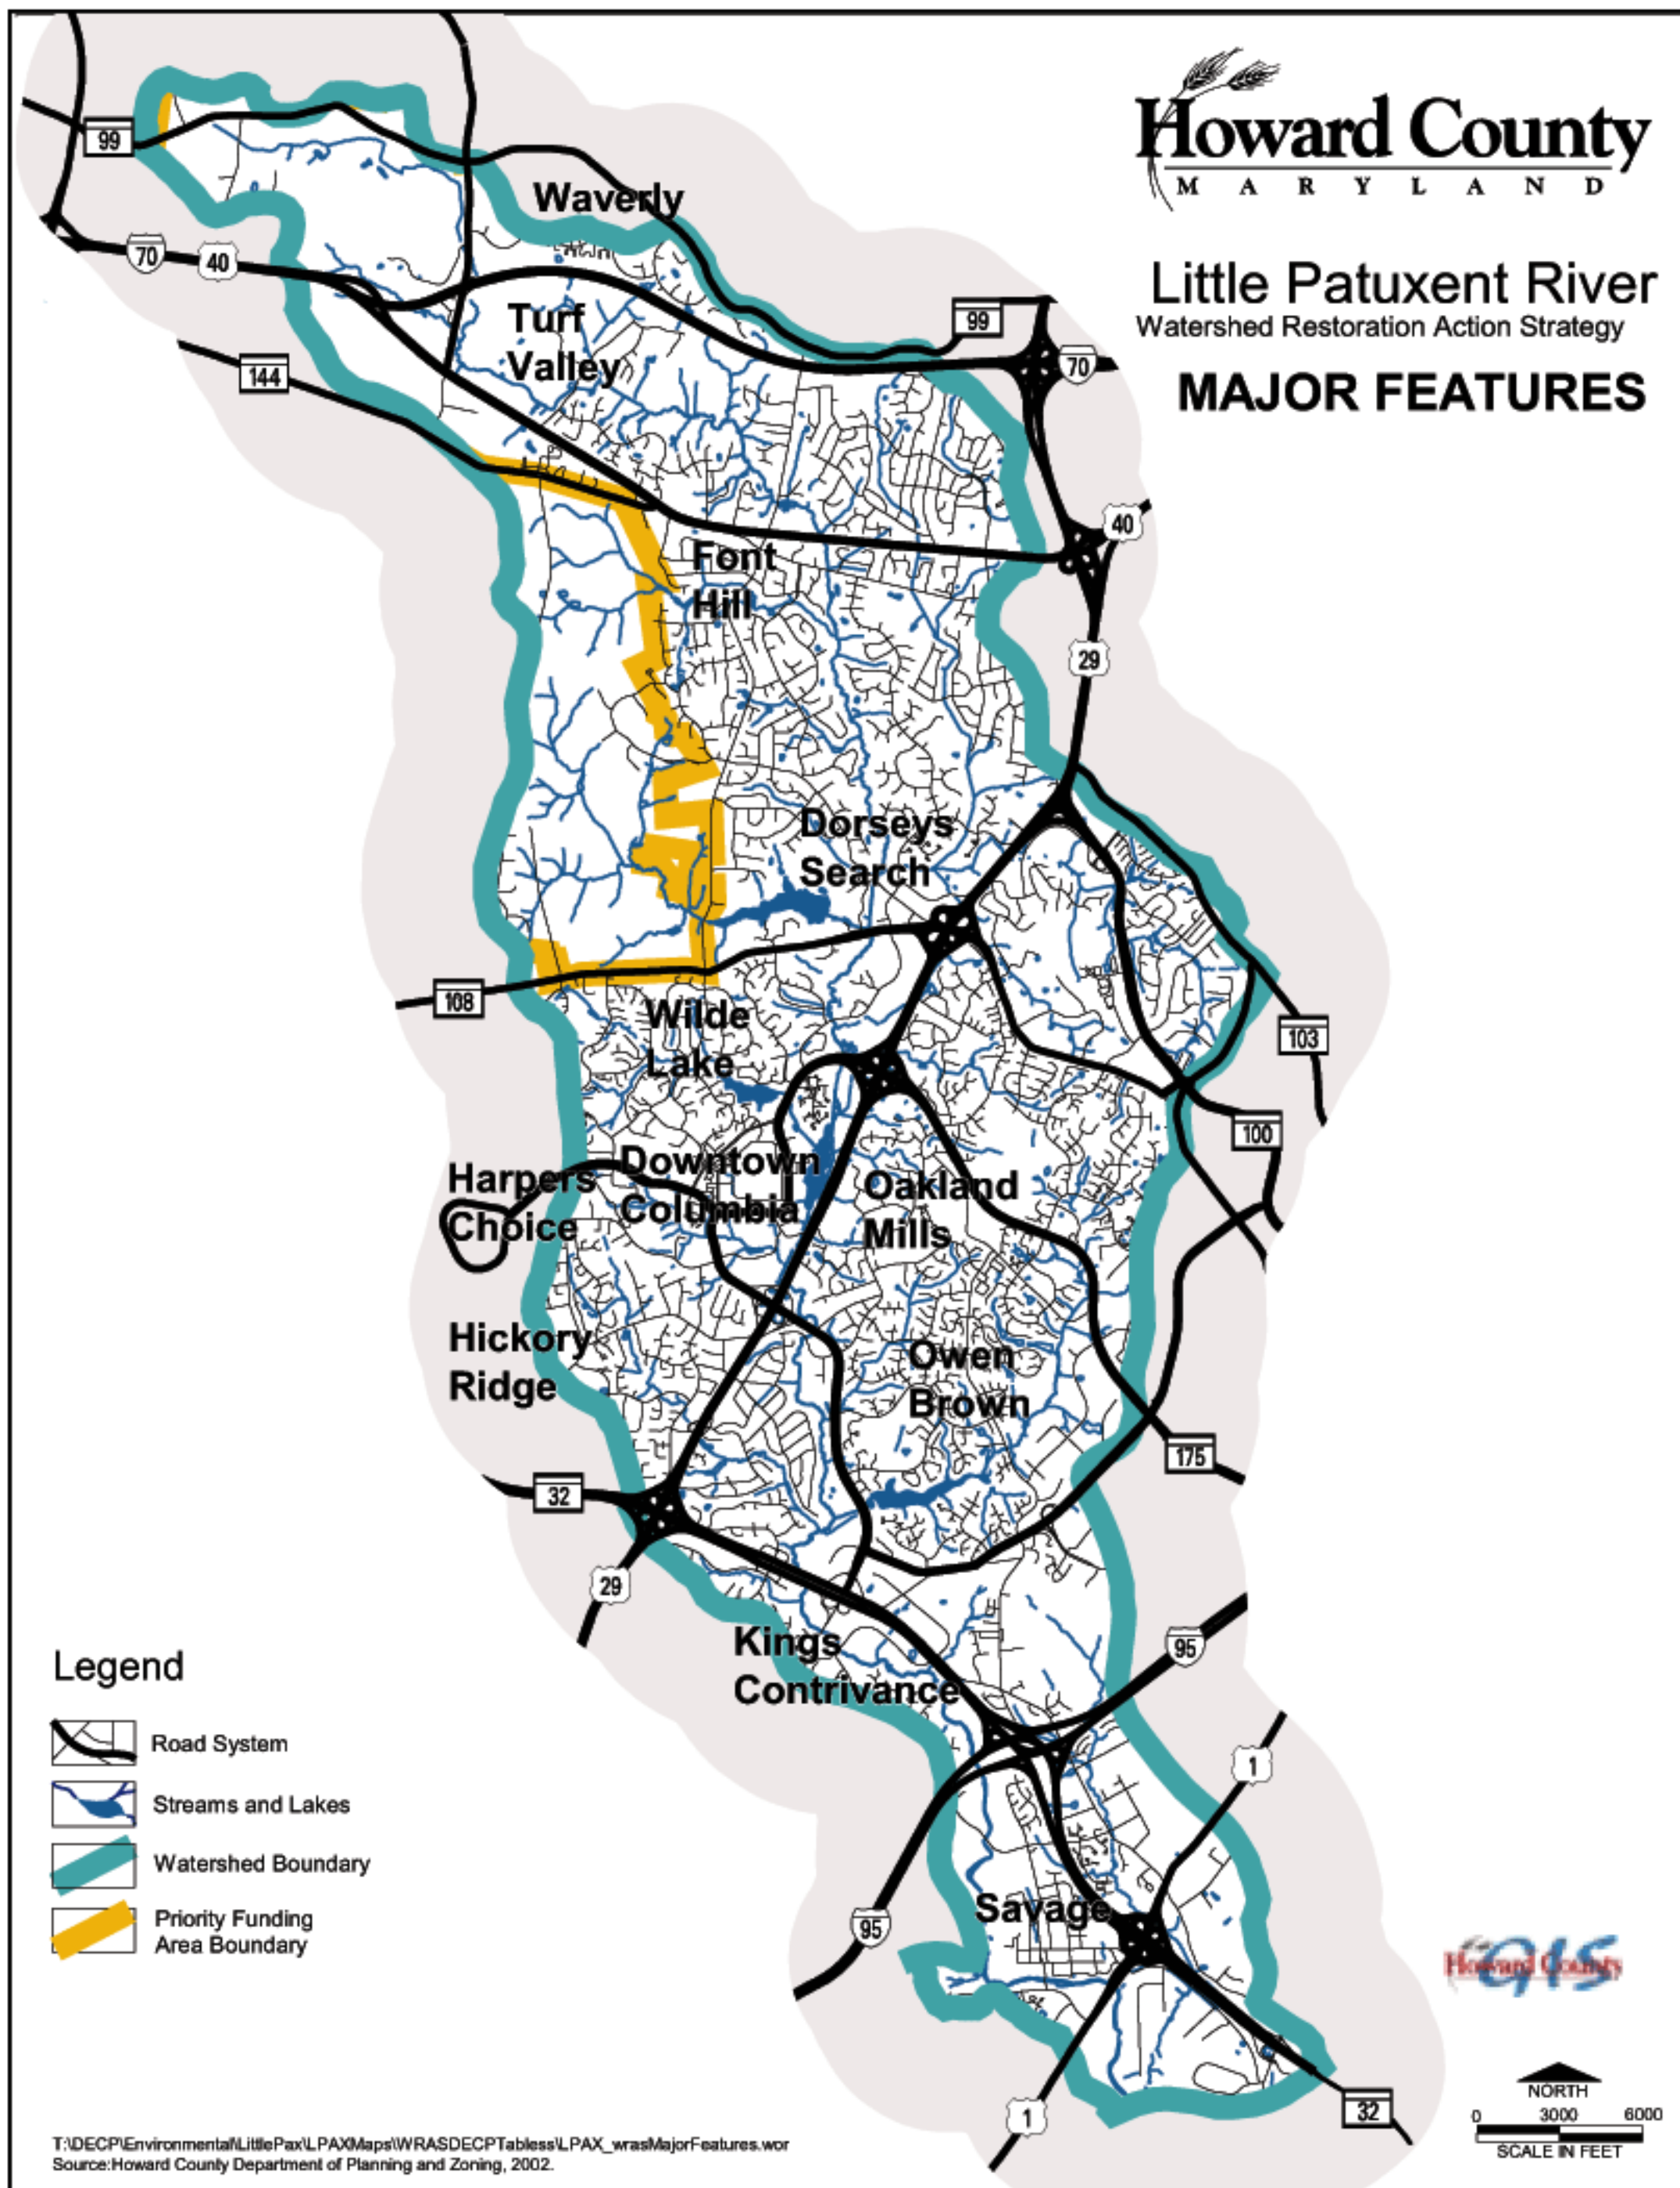 Howard County
MARYLAND
Little Patuxent River
Watershed Restoration Action Strategy
MAJOR FEATURES
99
Waverly
70
40
Turf
Valley
99
70
144
40
Font
Hill
29
Dorseys
Search
108
Wilde
Lake
103
100
Harpers
Choice
Downtown
Columbia
Oakland
Mills
Hickory
Ridge
Owen
Brown
175
32
29
Kings
Contrivance
95
1
Savage
95
1
32
Legend
Road System
Streams and Lakes
Watershed Boundary
Priority Funding
Area Boundary
Howard County
GIS
NORTH
0 3000 6000
SCALE IN FEET
T:\DECP\Environmental\LittlePax\LPAXMaps\WRASDECPTabless\LPAX_wrasMajorFeatures.wor
Source:Howard County Department of Planning and Zoning, 2002.